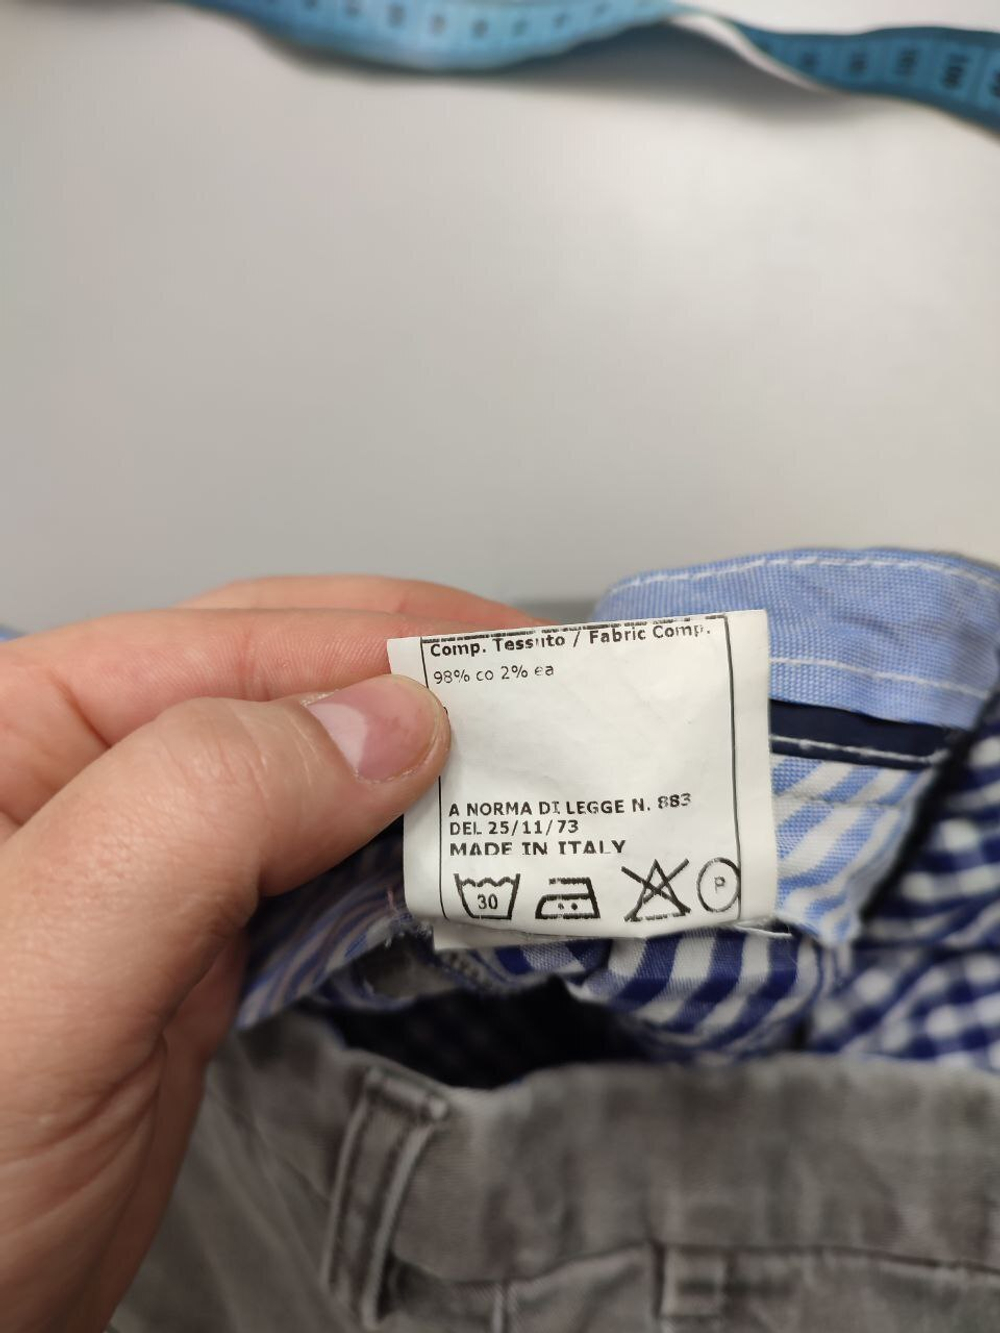 Comp. Tessuto / Fabric Comp.
98% co 2% ea
A NORMA DI LEGGE N. 883
DEL 25/11/73
MADE IN ITALY
30
P